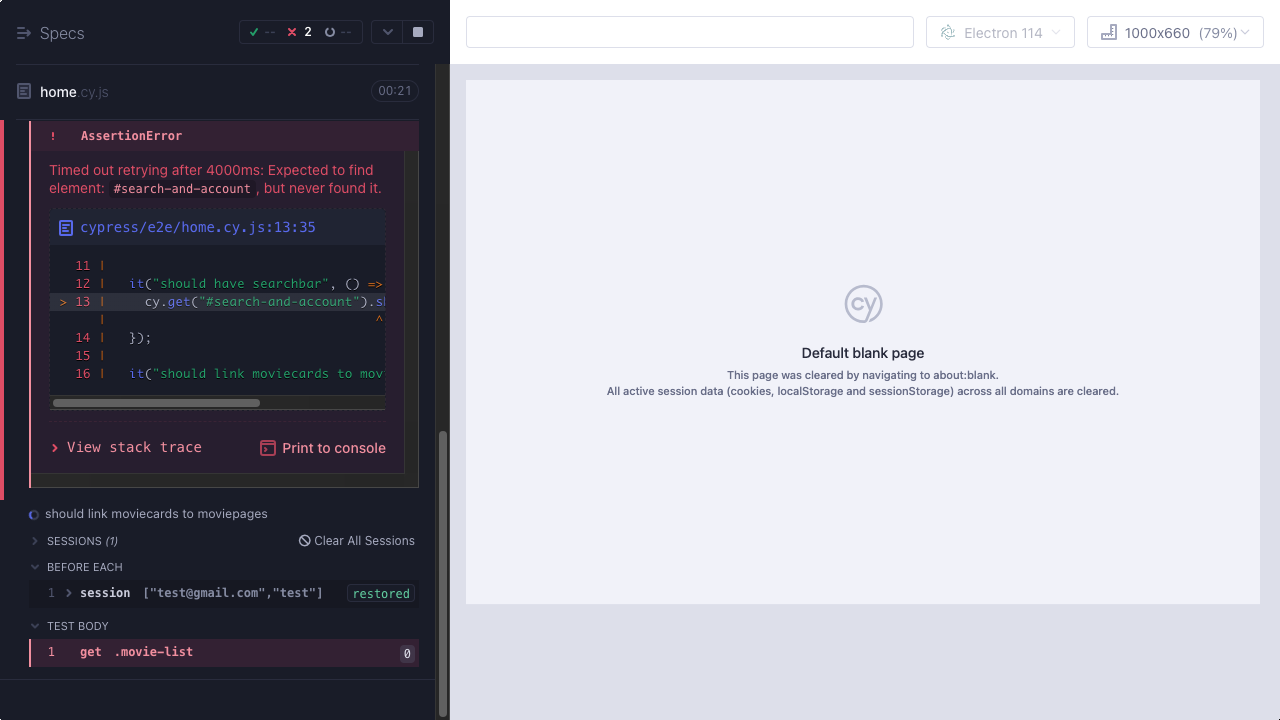 Specs
--
2
--
Electron 114
1000x660 (79%)
home.cy.js
00:21
! AssertionError
Timed out retrying after 4000ms: Expected to find
element: #search-and-account , but never found it.
cypress/e2e/home.cy.js:13:35
11 |
12 | it("should have searchbar", () =>
> 13 | cy.get("#search-and-account").sh
| ^
14 | });
15 |
16 | it("should link moviecards to mov
View stack trace
Print to console
should link moviecards to moviepages
SESSIONS (1)
Clear All Sessions
BEFORE EACH
1 session ["test@gmail.com","test"] restored
TEST BODY
1 get .movie-list 0
cy
Default blank page
This page was cleared by navigating to about:blank.
All active session data (cookies, localStorage and sessionStorage) across all domains are cleared.